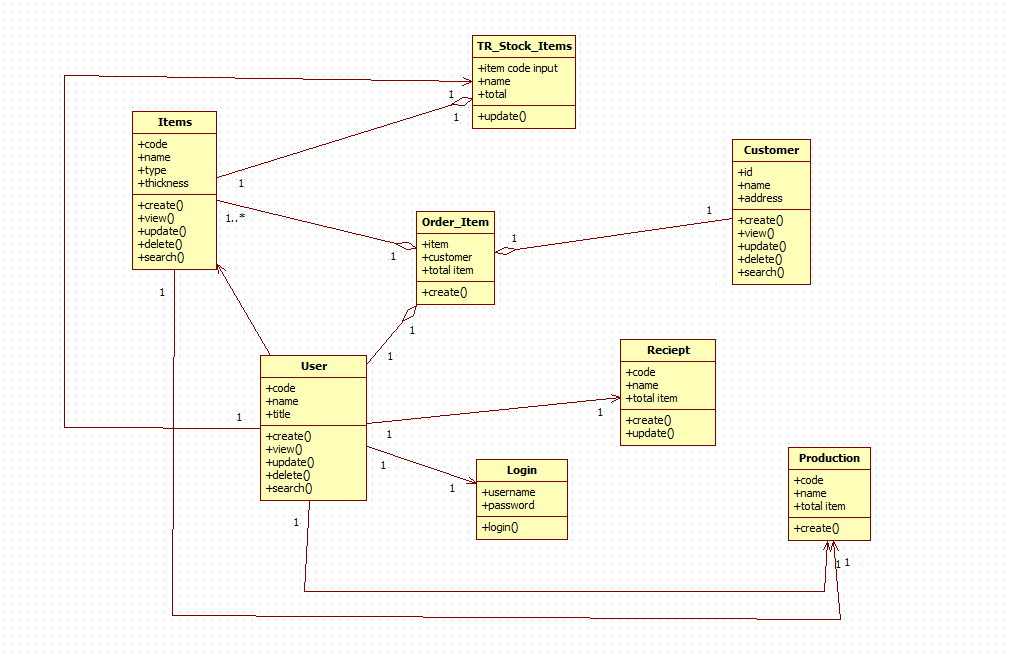 TR_Stock_Items
+item code input
+name
+total
+update()
1
1
Items
+code
+name
+type
+thickness
+create()
+view()
+update()
+delete()
+search()
1
1..*
1
Customer
+id
+name
+address
+create()
+view()
+update()
+delete()
+search()
1
Order_Item
+item
+customer
+total item
+create()
1
1
1
1
User
+code
+name
+title
+create()
+view()
+update()
+delete()
+search()
1
1
1
1
Reciept
+code
+name
+total item
+create()
+update()
1
Login
+username
+password
+login()
1
Production
+code
+name
+total item
+create()
1
1